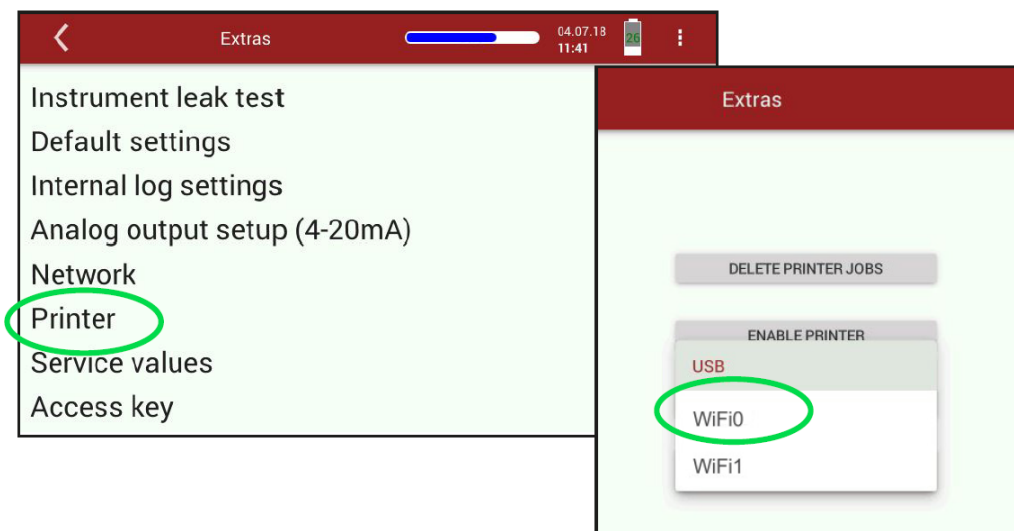 Extras
04.07.18
11:41
26
Instrument leak test
Default settings
Internal log settings
Analog output setup (4-20mA)
Network
Printer
Service values
Access key
Extras
DELETE PRINTER JOBS
ENABLE PRINTER
USB
WiFi0
WiFi1